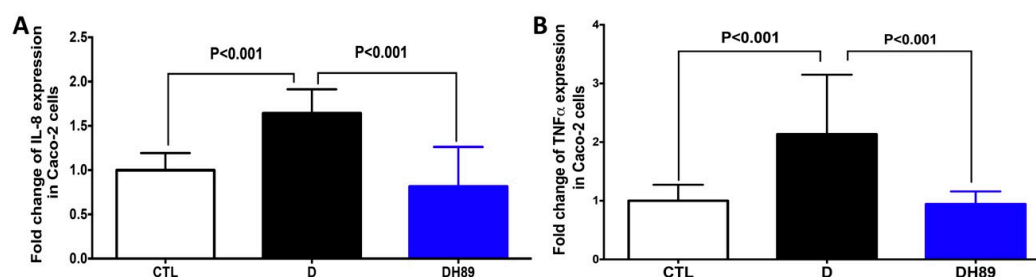 A
Fold change of IL-8 expression
in Caco-2 cells
2.5
2.0
1.5
1.0
0.5
0.0
P<0.001
P<0.001
CTL
D
DH89
B
Fold change of TNFα expression
in Caco-2 cells
4
3
2
1
0
P<0.001
P<0.001
CTL
D
DH89